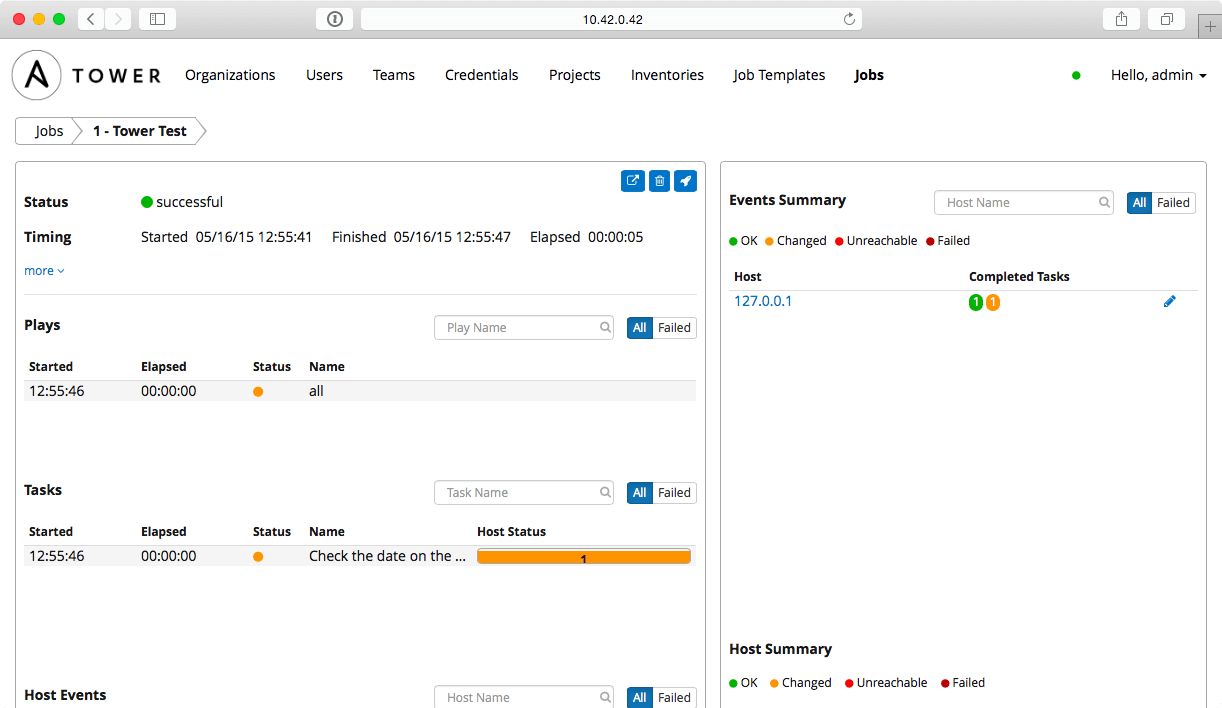 10.42.0.42
TOWER Organizations Users Teams Credentials Projects Inventories Job Templates Jobs Hello, admin
Jobs 1 - Tower Test
Status successful
Timing Started 05/16/15 12:55:41 Finished 05/16/15 12:55:47 Elapsed 00:00:05
more
Plays Play Name All Failed
Started Elapsed Status Name
12:55:46 00:00:00 all
Tasks Task Name All Failed
Started Elapsed Status Name Host Status
12:55:46 00:00:00 Check the date on the ... 1
Host Events Host Name All Failed
Events Summary Host Name All Failed
OK Changed Unreachable Failed
Host Completed Tasks
127.0.0.1 1 1
Host Summary
OK Changed Unreachable Failed